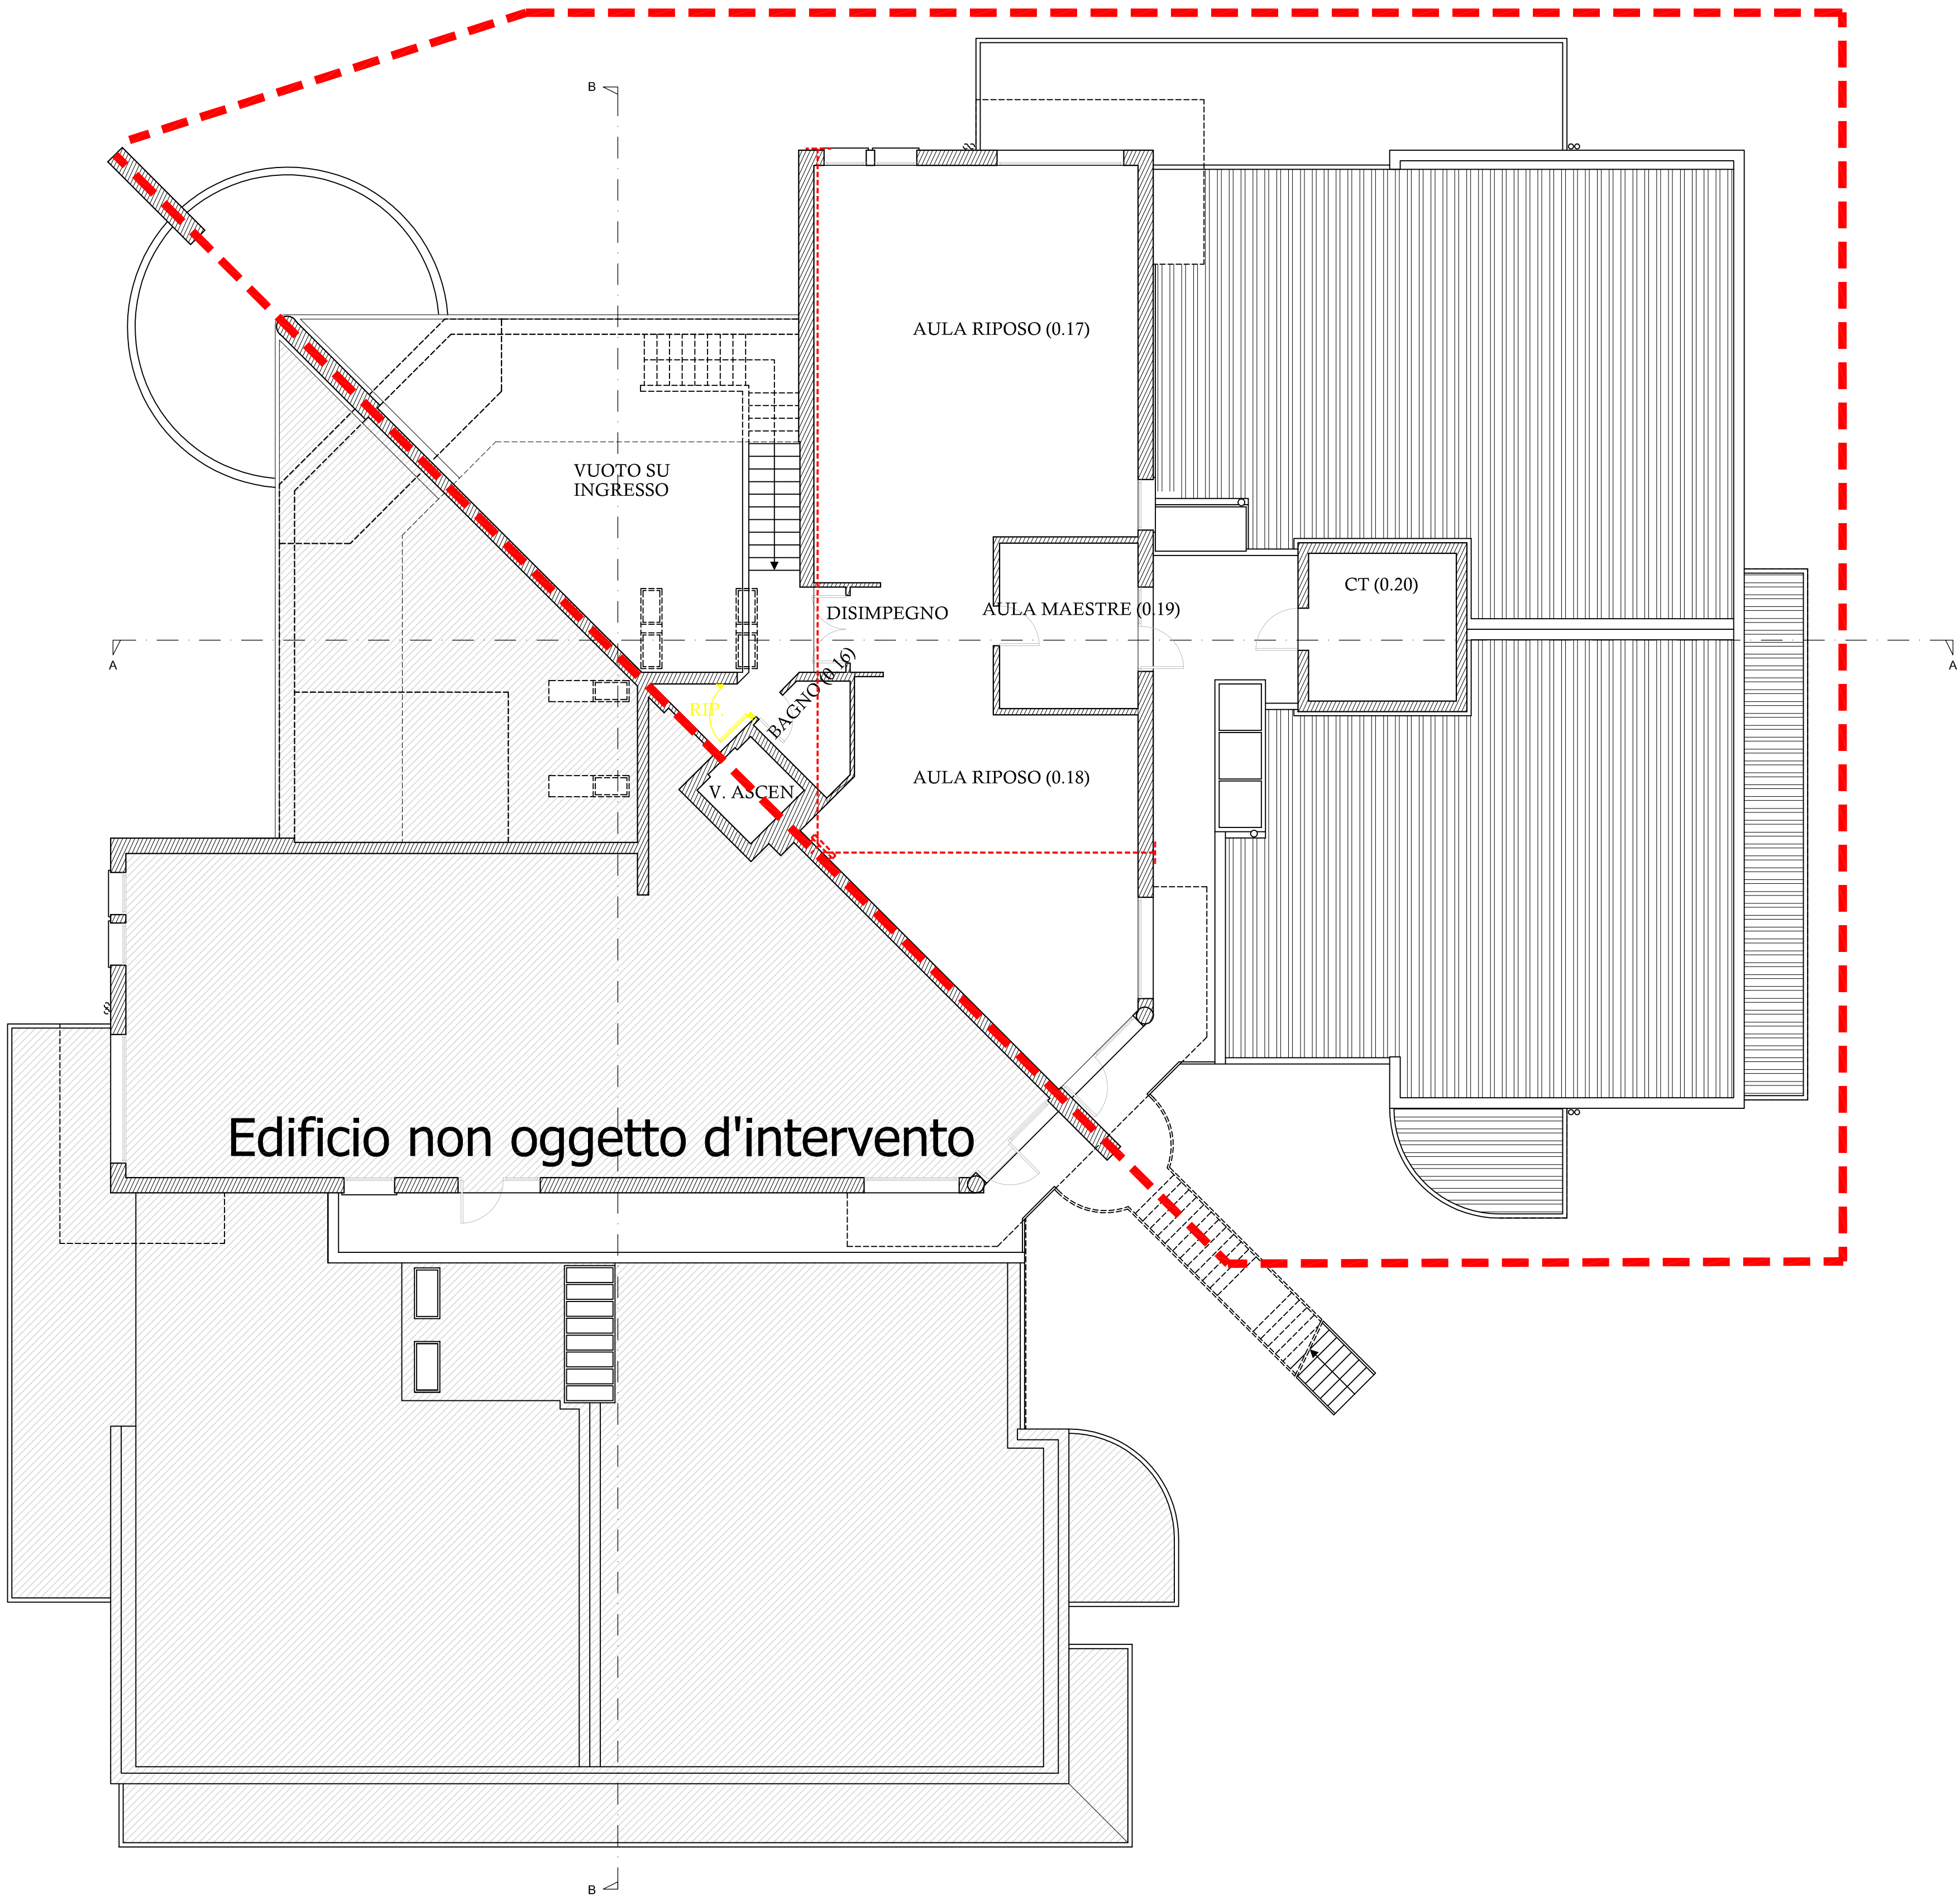 B
AULA RIPOSO (0.17)
VUOTO SU
INGRESSO
CT (0.20)
DISIMPEGNO
AULA MAESTRE (0.19)
A
A
BAGNO (0.16)
RIP.
AULA RIPOSO (0.18)
V. ASCEN
Edificio non oggetto d'intervento
B